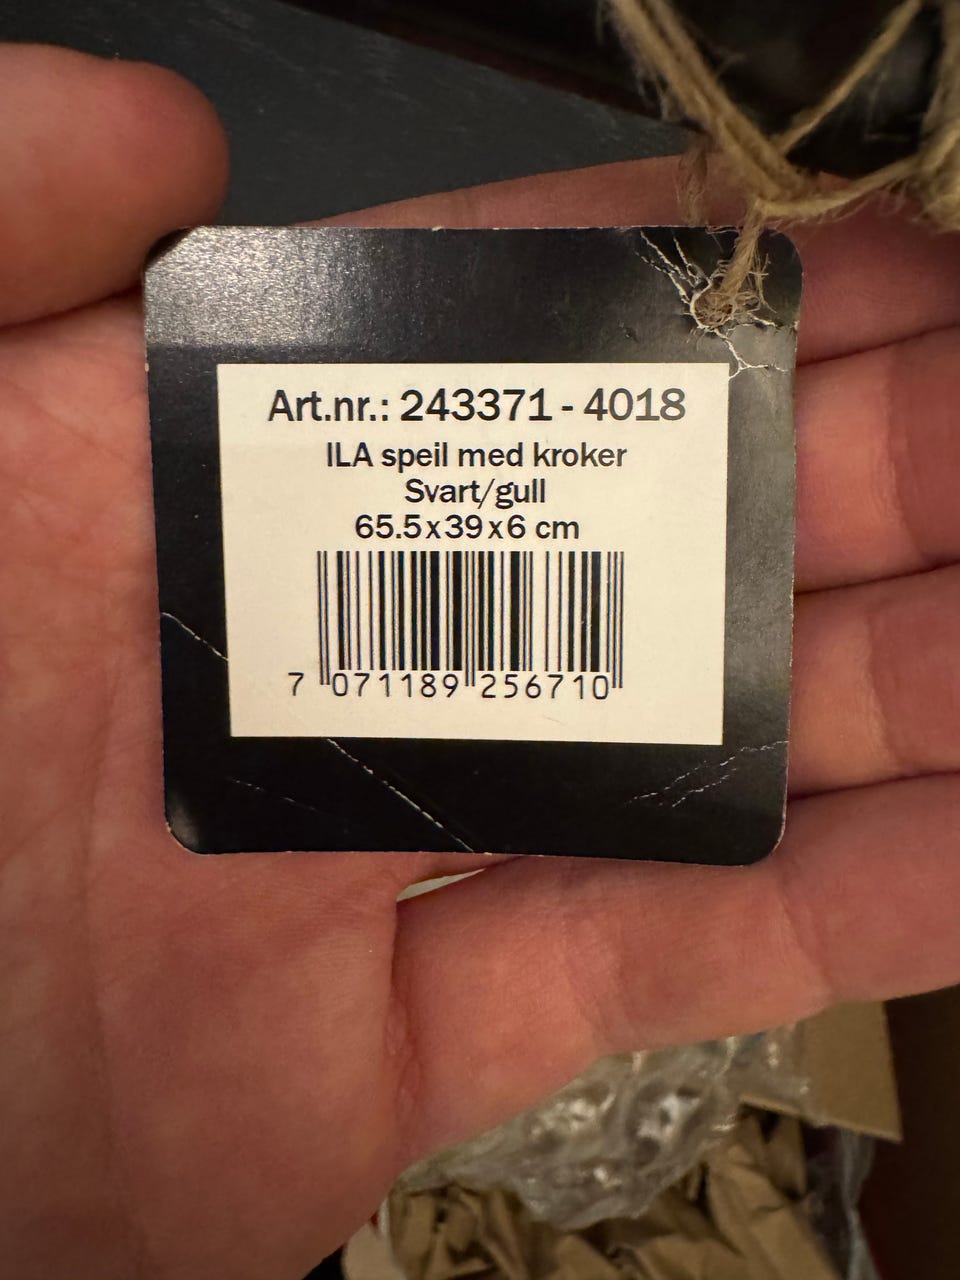 Art.nr.: 243371 - 4018
ILA speil med kroker
Svart/gull
65.5x39x6 cm
7 071189 256710